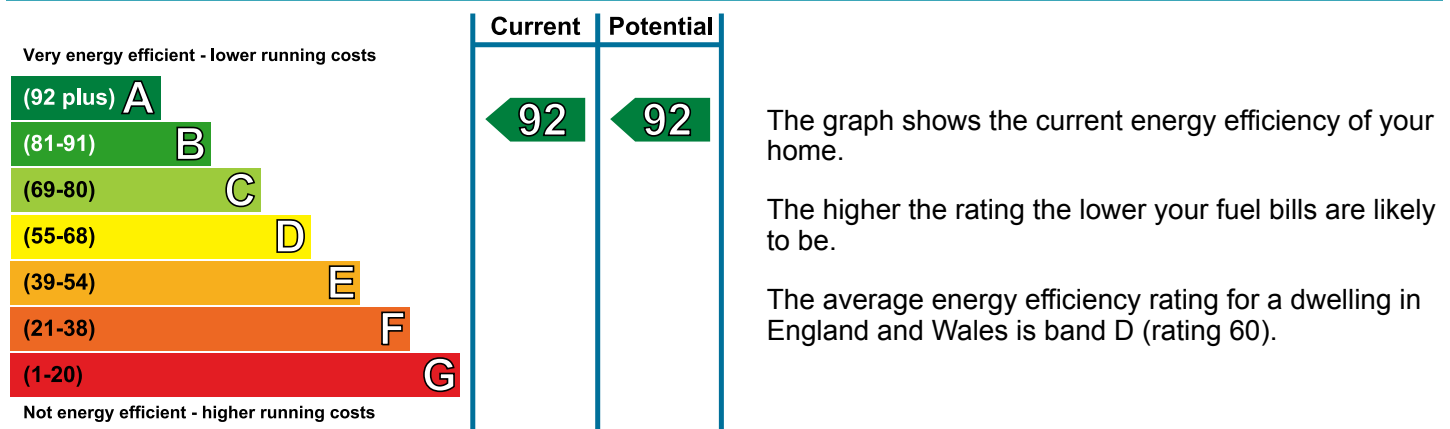 Current Potential
Very energy efficient - lower running costs
(92 plus) A
(81-91) B
(69-80) C
(55-68) D
(39-54) E
(21-38) F
(1-20) G
Not energy efficient - higher running costs
92 92
The graph shows the current energy efficiency of your
home.
The higher the rating the lower your fuel bills are likely
to be.
The average energy efficiency rating for a dwelling in
England and Wales is band D (rating 60).